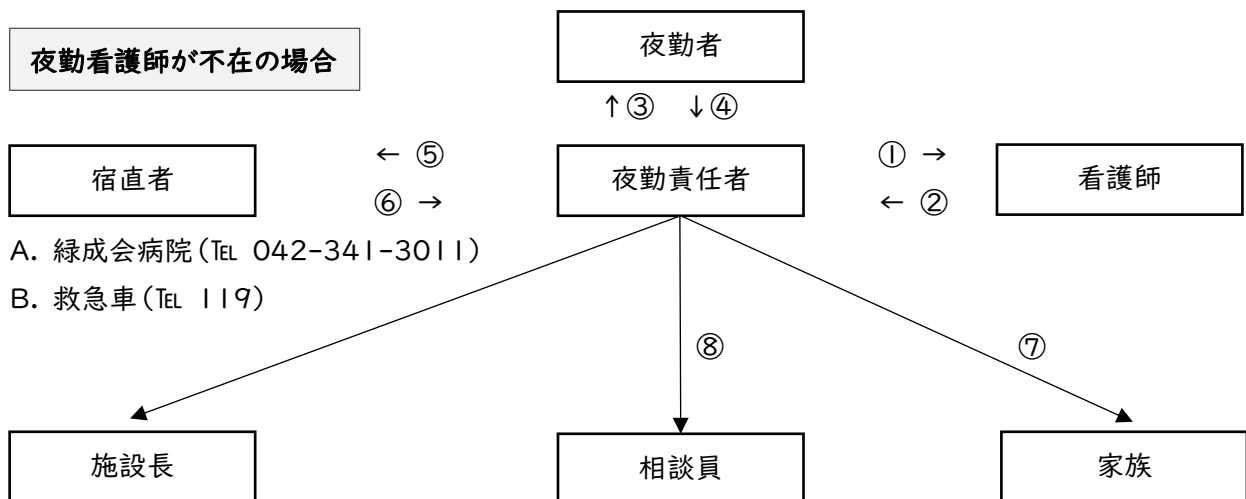 夜勤看護師が不在の場合
夜勤者
↑③ ↓④
宿直者
← ⑤
⑥ →
夜勤責任者
① →
← ②
看護師
A. 緑成会病院(℡ 042-341-3011)
B. 救急車(℡ 119)
⑧
⑦
施設長
相談員
家族